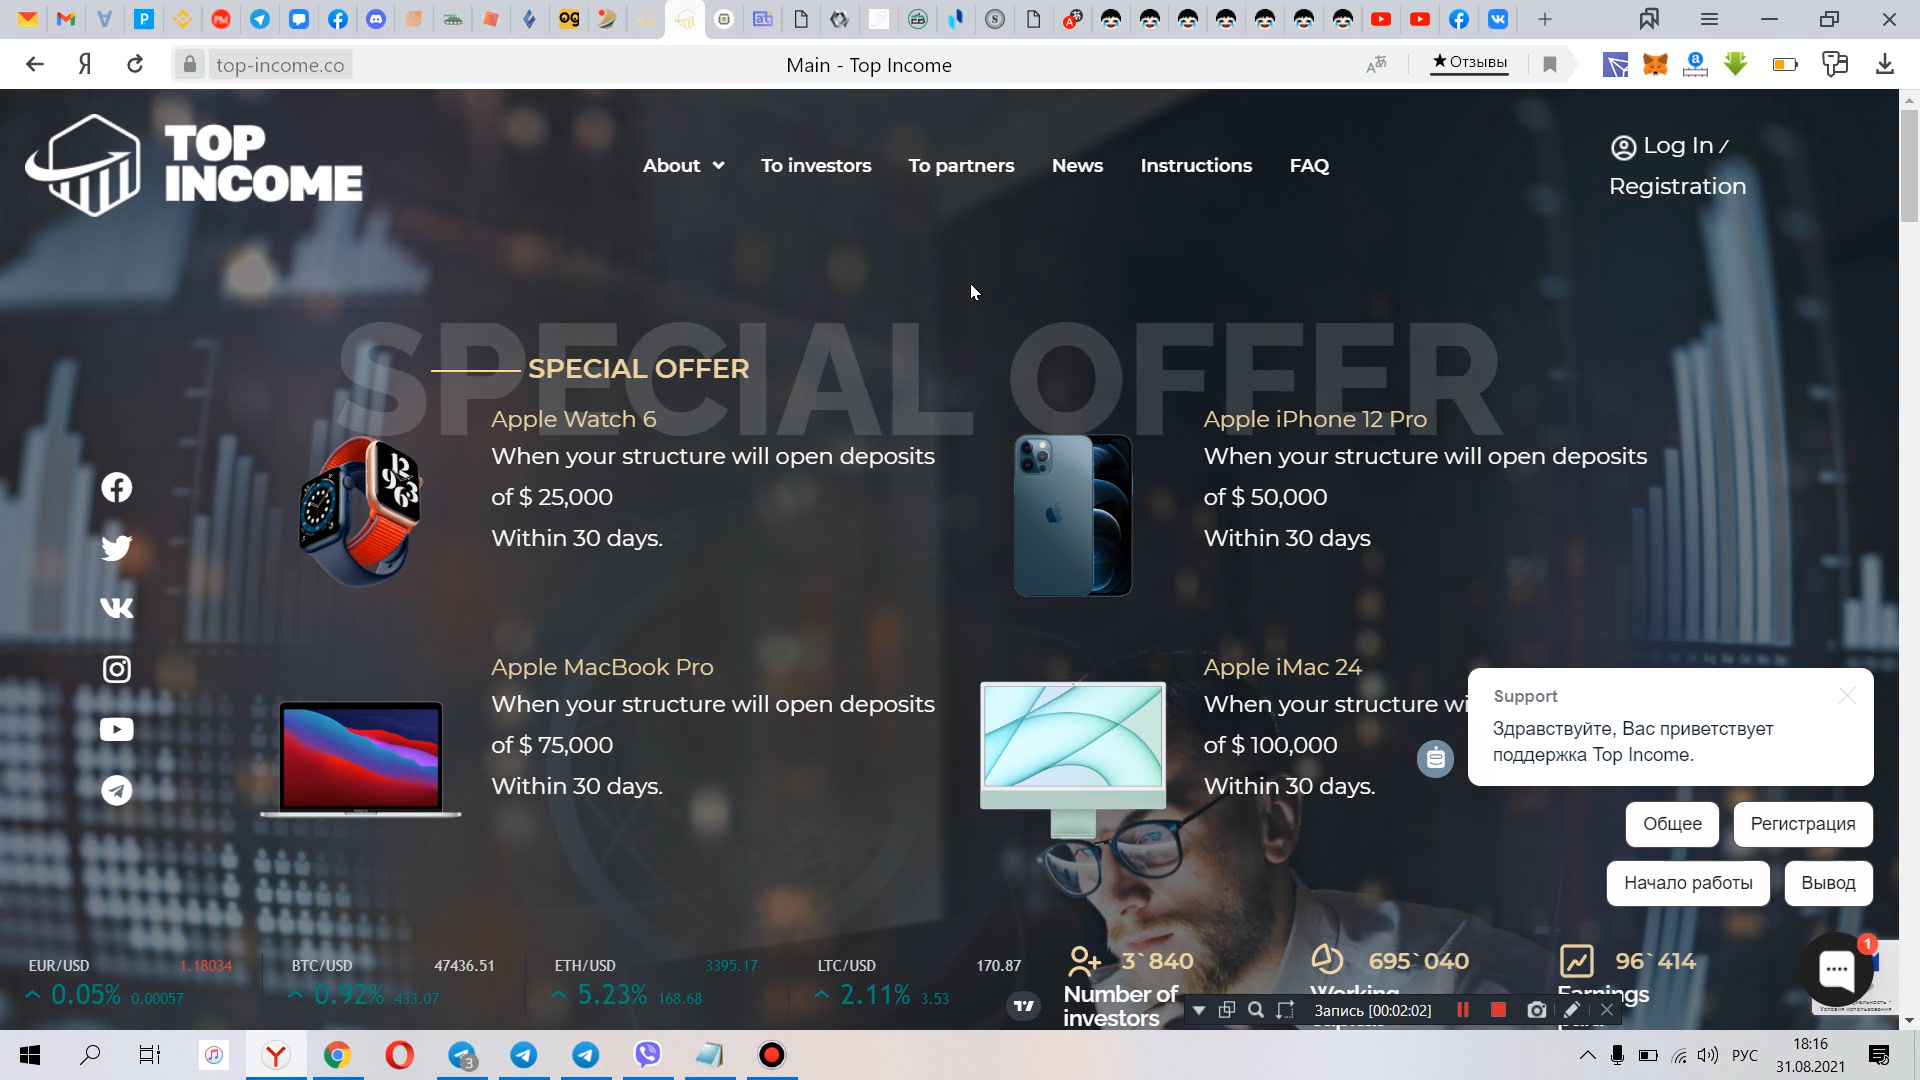 top-income.co
Main - Top Income
★ Отзывы
TOP
INCOME
About
To investors
To partners
News
Instructions
FAQ
Log In /
Registration
SPECIAL OFFER
SPECIAL OFFER
Apple Watch 6
When your structure will open deposits
of $ 25,000
Within 30 days.
Apple iPhone 12 Pro
When your structure will open deposits
of $ 50,000
Within 30 days
Apple MacBook Pro
When your structure will open deposits
of $ 75,000
Within 30 days.
Apple iMac 24
When your structure wi
of $ 100,000
Within 30 days.
Support
Здравствуйте, Вас приветствует
поддержка Top Income.
Общее
Регистрация
Начало работы
Вывод
1
EUR/USD 1.18034
0.05% 0.00057
BTC/USD 47436.51
0.92% 433.07
ETH/USD 3395.17
5.23% 168.68
LTC/USD 170.87
2.11% 3.53
3`840
Number of
investors
695`040
Working
96`414
Earnings
Запись [00:02:02]
3
РУС
18:16
31.08.2021